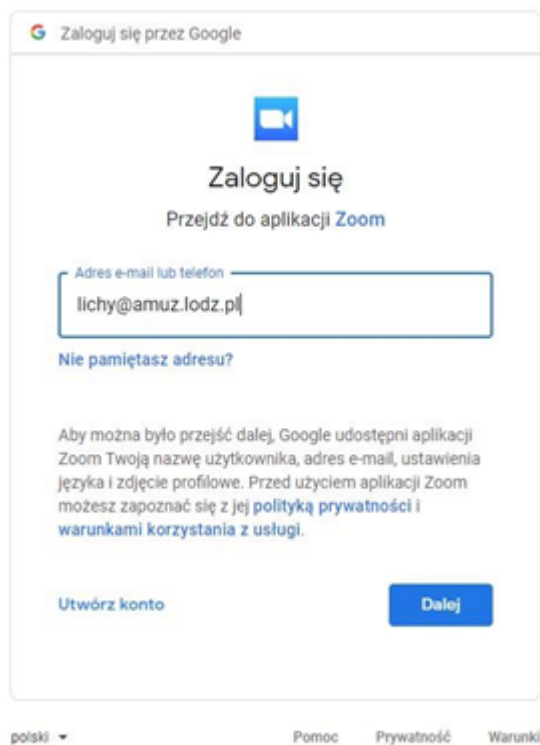 Zaloguj się przez Google
Zaloguj się
Przejdź do aplikacji Zoom
Adres e-mail lub telefon
lichy@amuz.lodz.pl
Nie pamiętasz adresu?
Aby można było przejść dalej, Google udostępni aplikacji
Zoom Twoją nazwę użytkownika, adres e-mail, ustawienia
języka i zdjęcie profilowe. Przed użyciem aplikacji Zoom
możesz zapoznać się z jej polityką prywatności i
warunkami korzystania z usługi.
Utwórz konto
Dalej
polski
Pomoc Prywatność Warunki